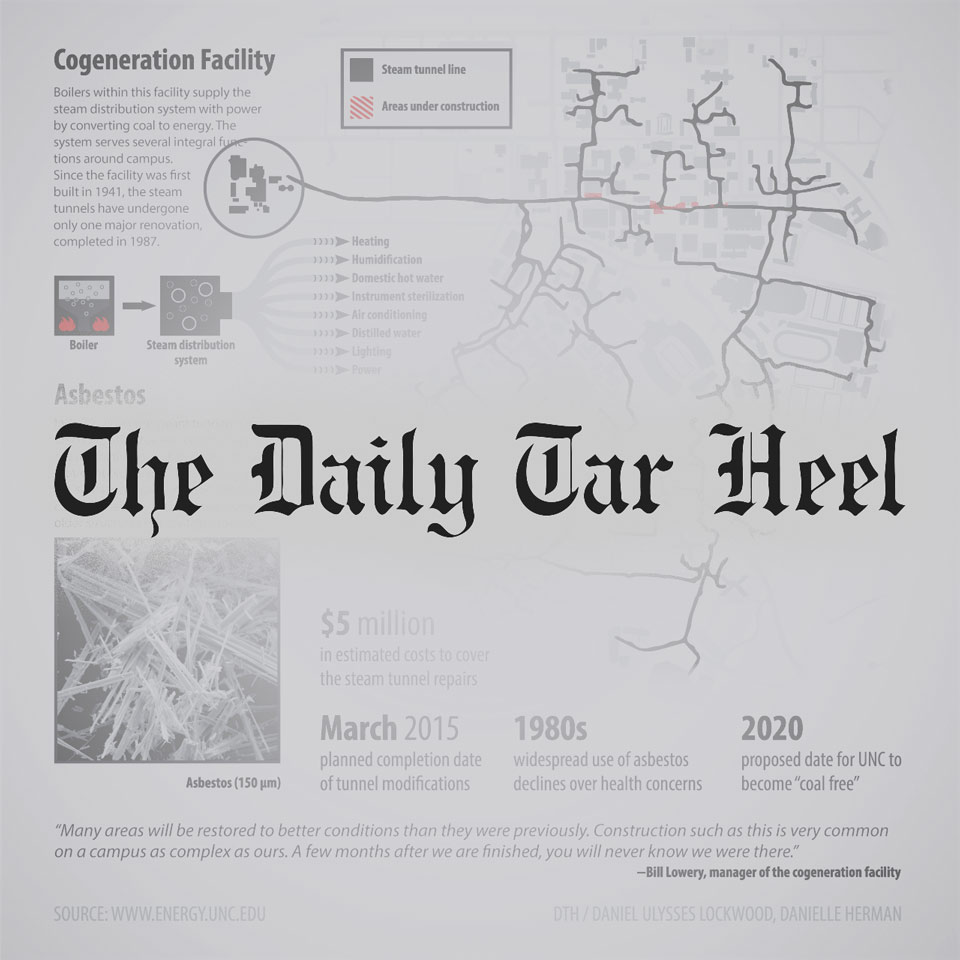 Cogeneration Facility
Boilers within this facility supply the
steam distribution system with power
by converting coal to energy. The
system serves several integral func-
tions around campus.
Since the facility was first
built in 1941, the steam
tunnels have undergone
only one major renovation,
completed in 1987.
Steam tunnel line
Areas under construction
Heating
Humidification
Domestic hot water
Instrument sterilization
Air conditioning
Distilled water
Lighting
Power
Boiler
Steam distribution
system
Asbestos
The Daily Tar Heel
Asbestos (150 µm)
$5 million
in estimated costs to cover
the steam tunnel repairs
March 2015
planned completion date
of tunnel modifications
1980s
widespread use of asbestos
declines over health concerns
2020
proposed date for UNC to
become “coal free”
“Many areas will be restored to better conditions than they were previously. Construction such as this is very common
on a campus as complex as ours. A few months after we are finished, you will never know we were there.”
—Bill Lowery, manager of the cogeneration facility
SOURCE: WWW.ENERGY.UNC.EDU
DTH / DANIEL ULYSSES LOCKWOOD, DANIELLE HERMAN